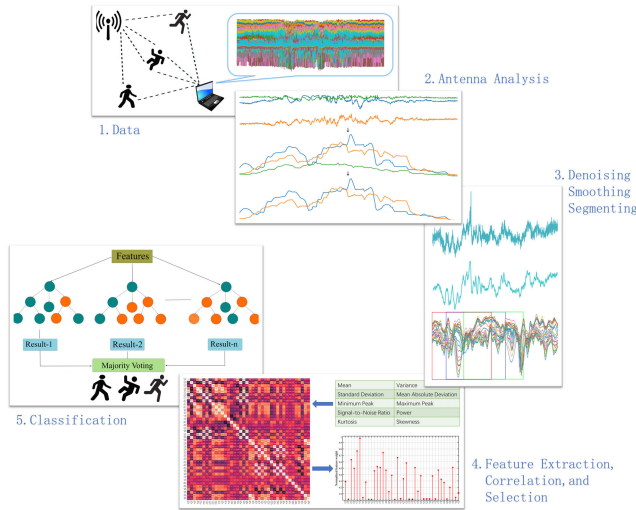 1.Data
2.Antenna Analysis
3.Denoising
Smoothing
Segmenting
Features
Result-1 Result-2 Result-n
Majority Voting
5.Classification
Mean Variance
Standard Deviation Mean Absolute Deviation
Minimum Peak Maximum Peak
Signal-to-Noise Ratio Power
Kurtosis Skewness
4.Feature Extraction,
Correlation, and
Selection